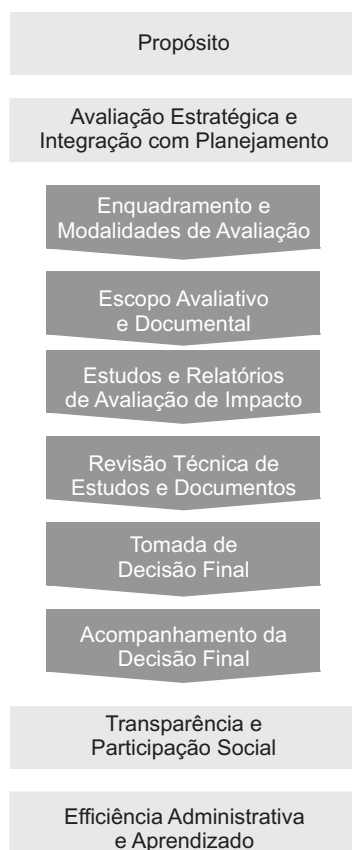 Propósito
Avaliação Estratégica e
Integração com Planejamento
Enquadramento e
Modalidades de Avaliação
Escopo Avaliativo
e Documental
Estudos e Relatórios
de Avaliação de Impacto
Revisão Técnica de
Estudos e Documentos
Tomada de
Decisão Final
Acompanhamento da
Decisão Final
Transparência e
Participação Social
Efficiência Administrativa
e Aprendizado